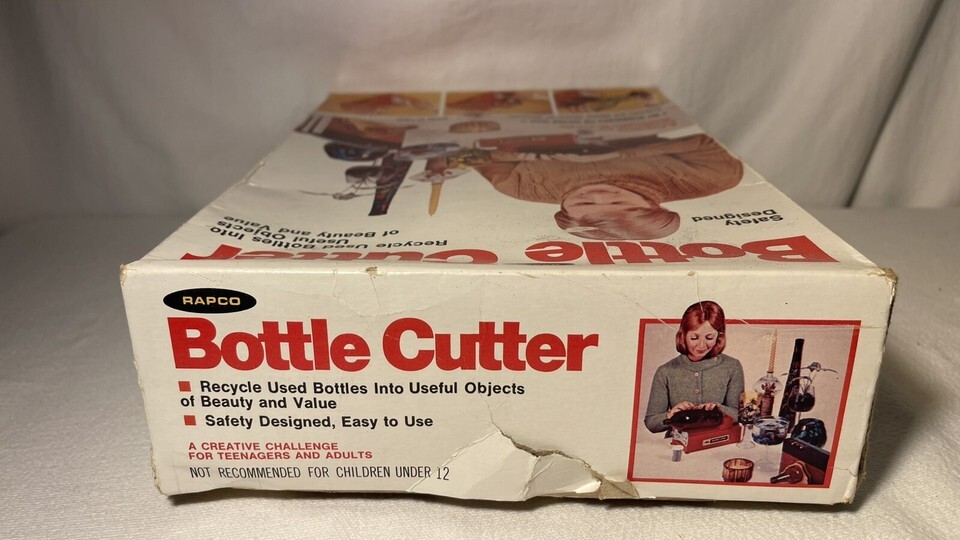 Safety
Designed
Recycle Used Bottles Into
Useful Objects
of Beauty and Value
Bottle Cutter
RAPCO
Bottle Cutter
■ Recycle Used Bottles Into Useful Objects
of Beauty and Value
■ Safety Designed, Easy to Use
A CREATIVE CHALLENGE
FOR TEENAGERS AND ADULTS
NOT RECOMMENDED FOR CHILDREN UNDER 12